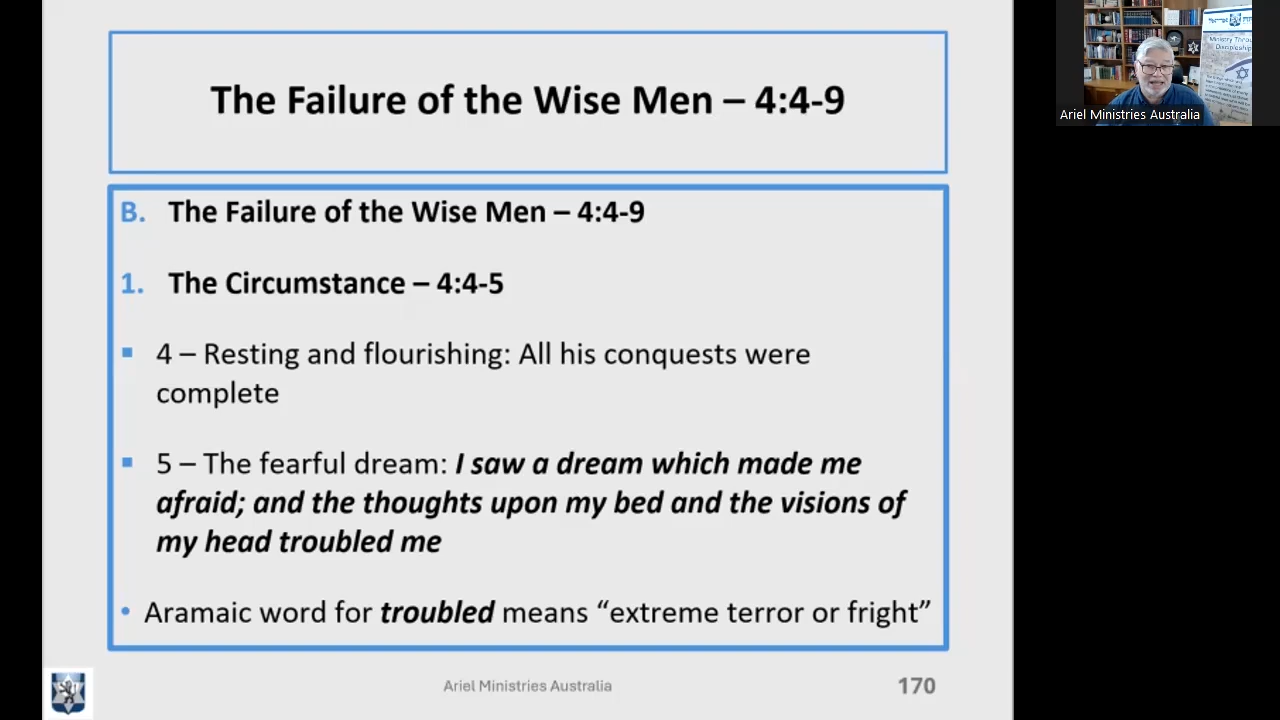 The Failure of the Wise Men – 4:4-9
B. The Failure of the Wise Men – 4:4-9
1. The Circumstance – 4:4-5
▪ 4 – Resting and flourishing: All his conquests were
complete
▪ 5 – The fearful dream: I saw a dream which made me
afraid; and the thoughts upon my bed and the visions of
my head troubled me
• Aramaic word for troubled means “extreme terror or fright”
Ariel Ministries Australia
170
Ministry Throu
Discipleship
Ariel Ministries Australia